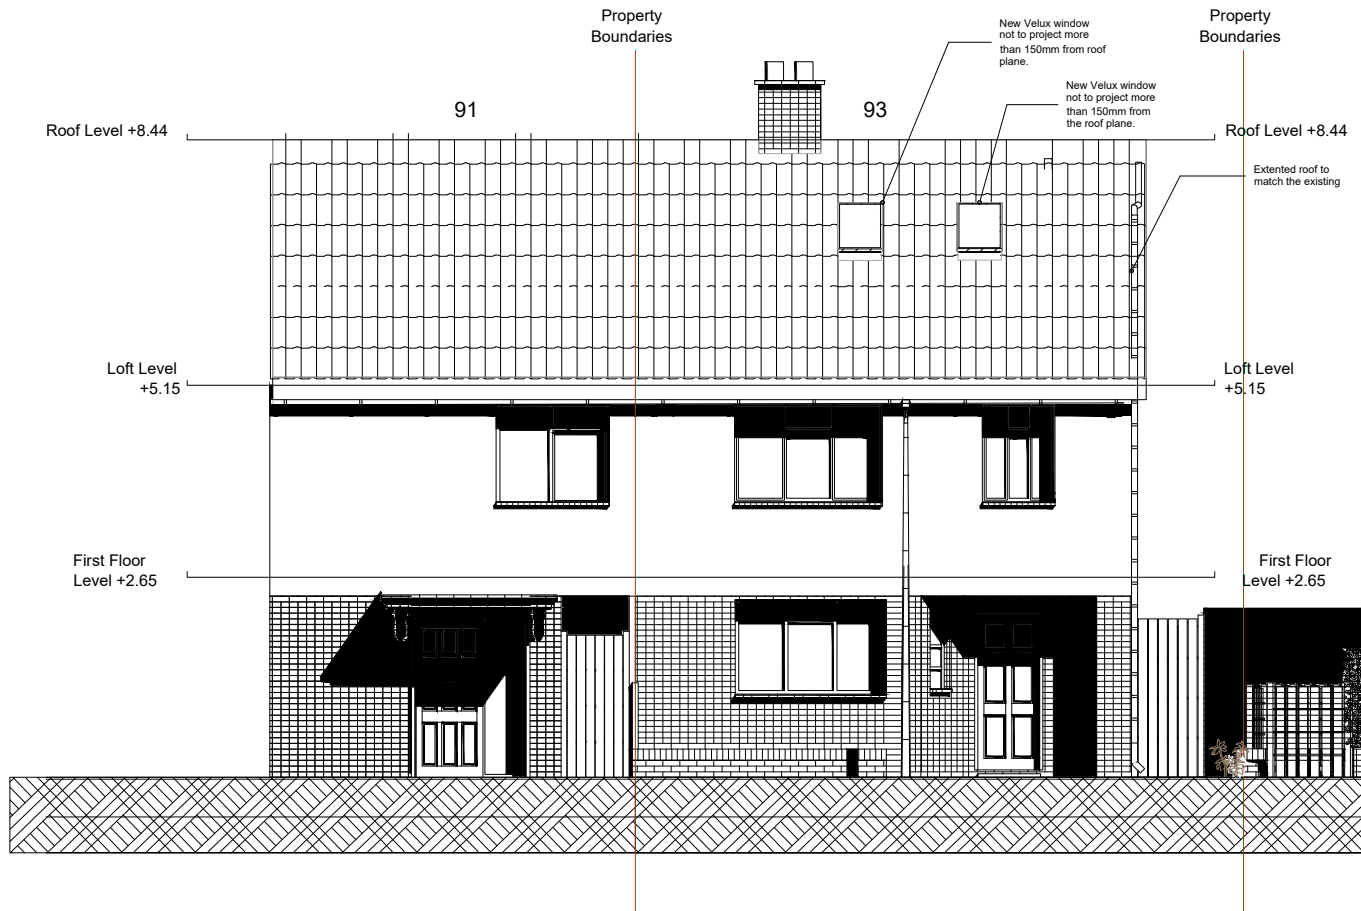 Property
Boundaries
Property
Boundaries
New Velux window
not to project more
than 150mm from roof
plane.
New Velux window
not to project more
than 150mm from
the roof plane.
91
93
Roof Level +8.44
Roof Level +8.44
Extented roof to
match the existing
Loft Level
+5.15
Loft Level
+5.15
First Floor
Level +2.65
First Floor
Level +2.65